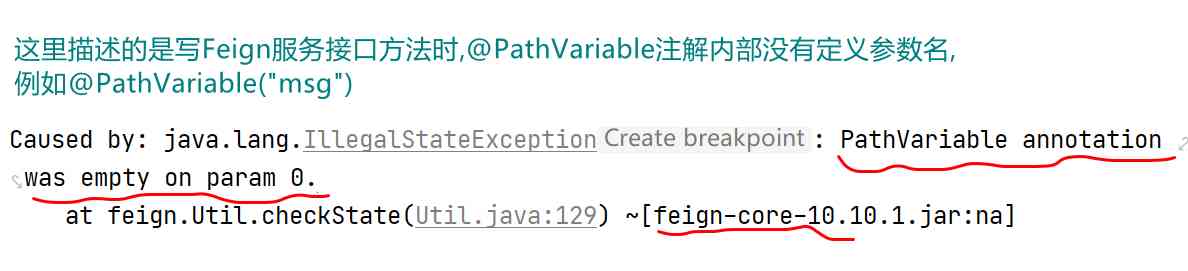 这里描述的是写Feign服务接口方法时,@PathVariable注解内部没有定义参数名,
例如@PathVariable("msg")
Caused by: java.lang.IllegalStateException Create breakpoint : PathVariable annotation
was empty on param 0.
at feign.Util.checkState(Util.java:129) ~[feign-core-10.10.1.jar:na]